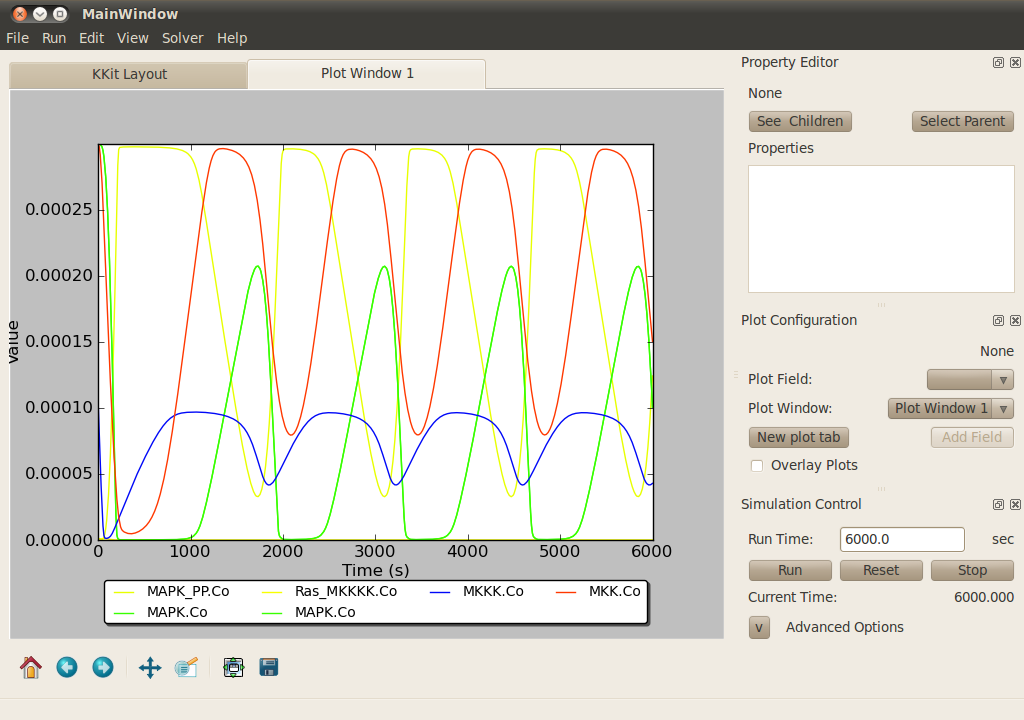 MainWindow
File Run Edit View Solver Help
KKit Layout Plot Window 1
0.00025
0.00020
0.00015
0.00010
0.00005
0.00000
value
0 1000 2000 3000 4000 5000 6000
Time (s)
MAPK_PP.Co Ras_MKKKK.Co MKKK.Co MKK.Co
MAPK.Co MAPK.Co
Property Editor
None
See Children Select Parent
Properties
Plot Configuration
None
Plot Field:
Plot Window: Plot Window 1
New plot tab Add Field
Overlay Plots
Simulation Control
Run Time: 6000.0 sec
Run Reset Stop
Current Time: 6000.000
v Advanced Options